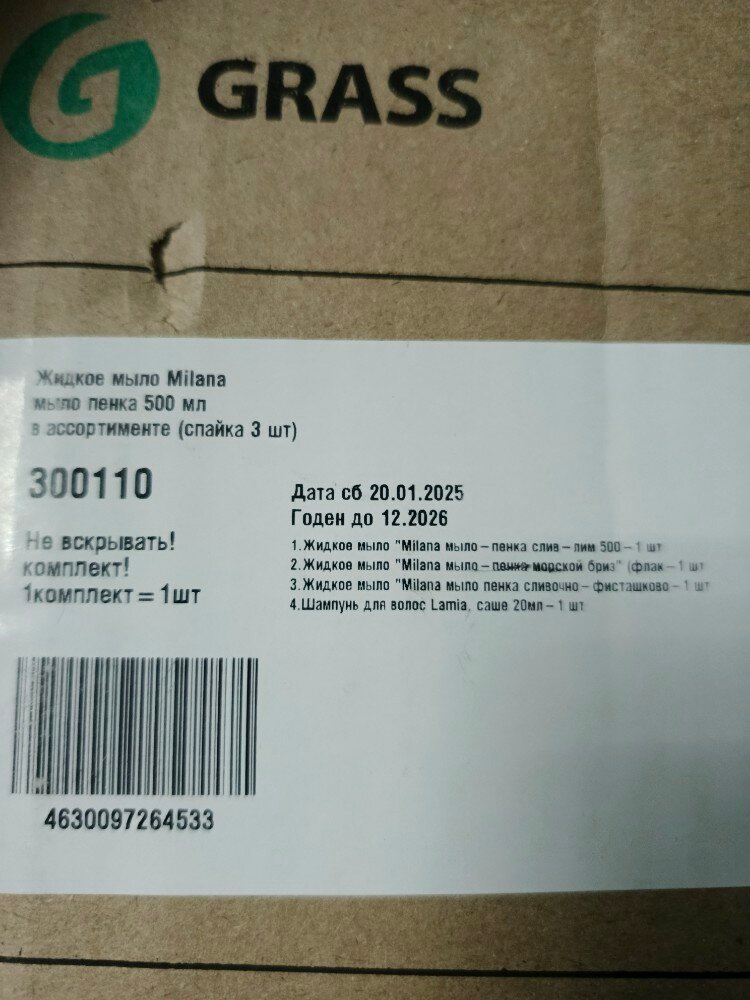 GRASS
Жидкое мыло Milana
мыло пенка 500 мл
в ассортименте (спайка 3 шт)
300110
Не вскрывать!
комплект!
1комплект = 1шт
Дата сб 20.01.2025
Годен до 12.2026
1.Жидкое мыло "Milana мыло – пенка слив – лим 500 – 1 шт
2.Жидкое мыло "Milana мыло – пенка морской бриз" (флак – 1 шт
3.Жидкое мыло "Milana мыло пенка сливочно – фисташково – 1 шт
4.Шампунь для волос Lamia, саше 20мл – 1 шт
4630097264533